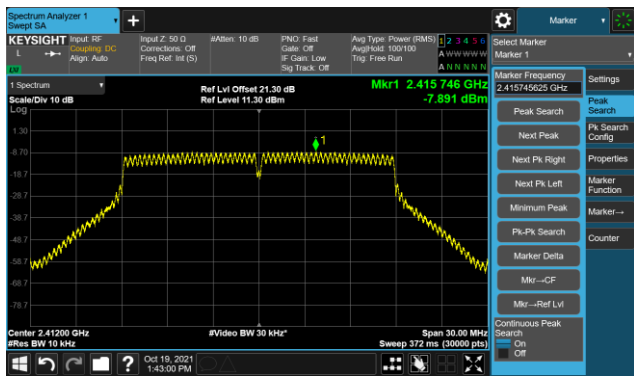 Spectrum Analyzer 1
Swept SA
Marker
KEYSIGHT
L
Input: RF
Coupling: DC
Align: Auto
Input Z: 50 Ω
Corrections: Off
Freq Ref: Int (S)
#Atten: 10 dB
PNO: Fast
Gate: Off
IF Gain: Low
Sig Track: Off
Avg Type: Power (RMS)
Avg|Hold: 100/100
Trig: Free Run
1 2 3 4 5 6
A W W W W W
A N N N N N
Select Marker
Marker 1
1 Spectrum
Scale/Div 10 dB
Log
Ref Lvl Offset 21.30 dB
Ref Level 11.30 dBm
Mkr1 2.415 746 GHz
-7.891 dBm
1.30
-8.70
-18.7
-28.7
-38.7
-48.7
-58.7
-68.7
-78.7
1
Center 2.41200 GHz
#Res BW 10 kHz
#Video BW 30 kHz*
Span 30.00 MHz
Sweep 372 ms (30000 pts)
Marker Frequency
2.415745625 GHz
Peak Search
Next Peak
Next Pk Right
Next Pk Left
Minimum Peak
Pk-Pk Search
Marker Delta
Mkr→CF
Mkr→Ref Lvl
Continuous Peak
Search
On
Off
Settings
Peak
Search
Pk Search
Config
Properties
Marker
Function
Marker→
Counter
?
Oct 19, 2021
1:43:00 PM